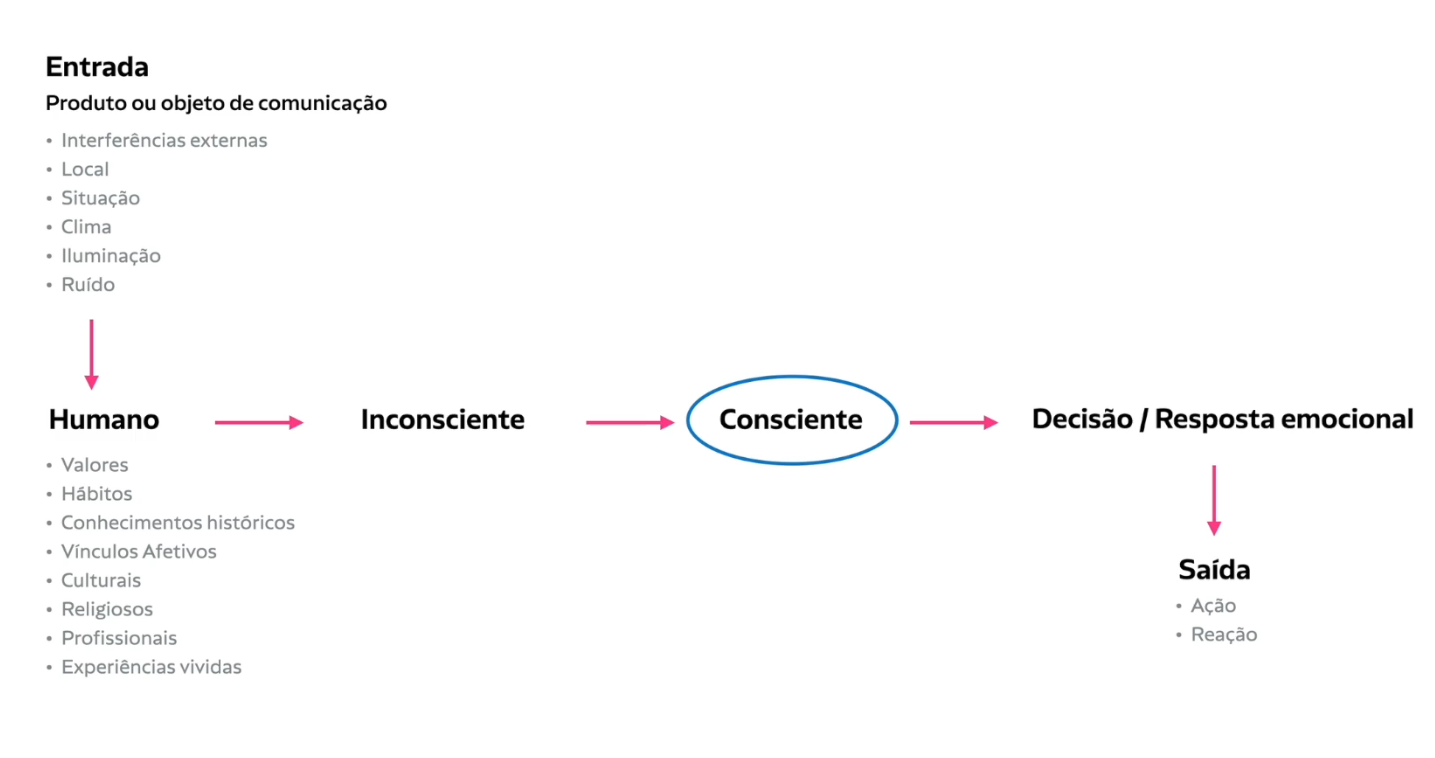 Entrada
Produto ou objeto de comunicação
• Interferências externas
• Local
• Situação
• Clima
• Iluminação
• Ruído
Humano
Inconsciente
Consciente
Decisão / Resposta emocional
• Valores
• Hábitos
• Conhecimentos históricos
• Vínculos Afetivos
• Culturais
• Religiosos
• Profissionais
• Experiências vividas
Saída
• Ação
• Reação